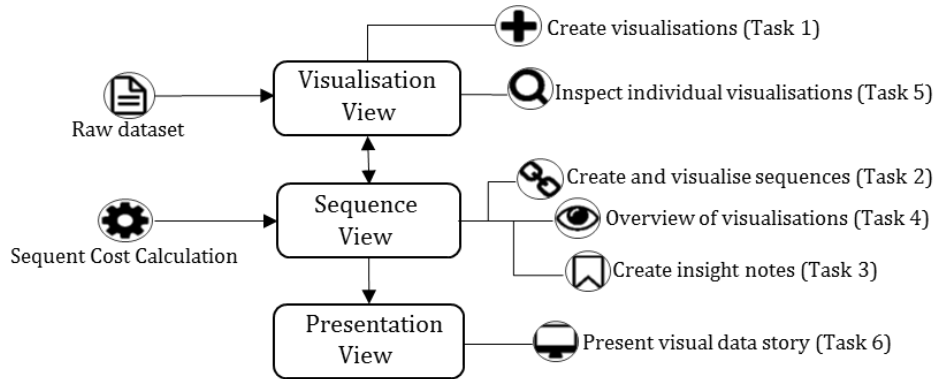 Create visualisations (Task 1)
Visualisation
View
Inspect individual visualisations (Task 5)
Raw dataset
Create and visualise sequences (Task 2)
Sequence
View
Overview of visualisations (Task 4)
Sequent Cost Calculation
Create insight notes (Task 3)
Presentation
View
Present visual data story (Task 6)